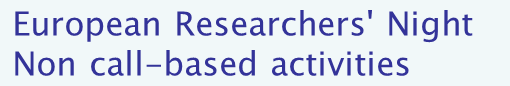 European Researchers' Night
Non call-based activities